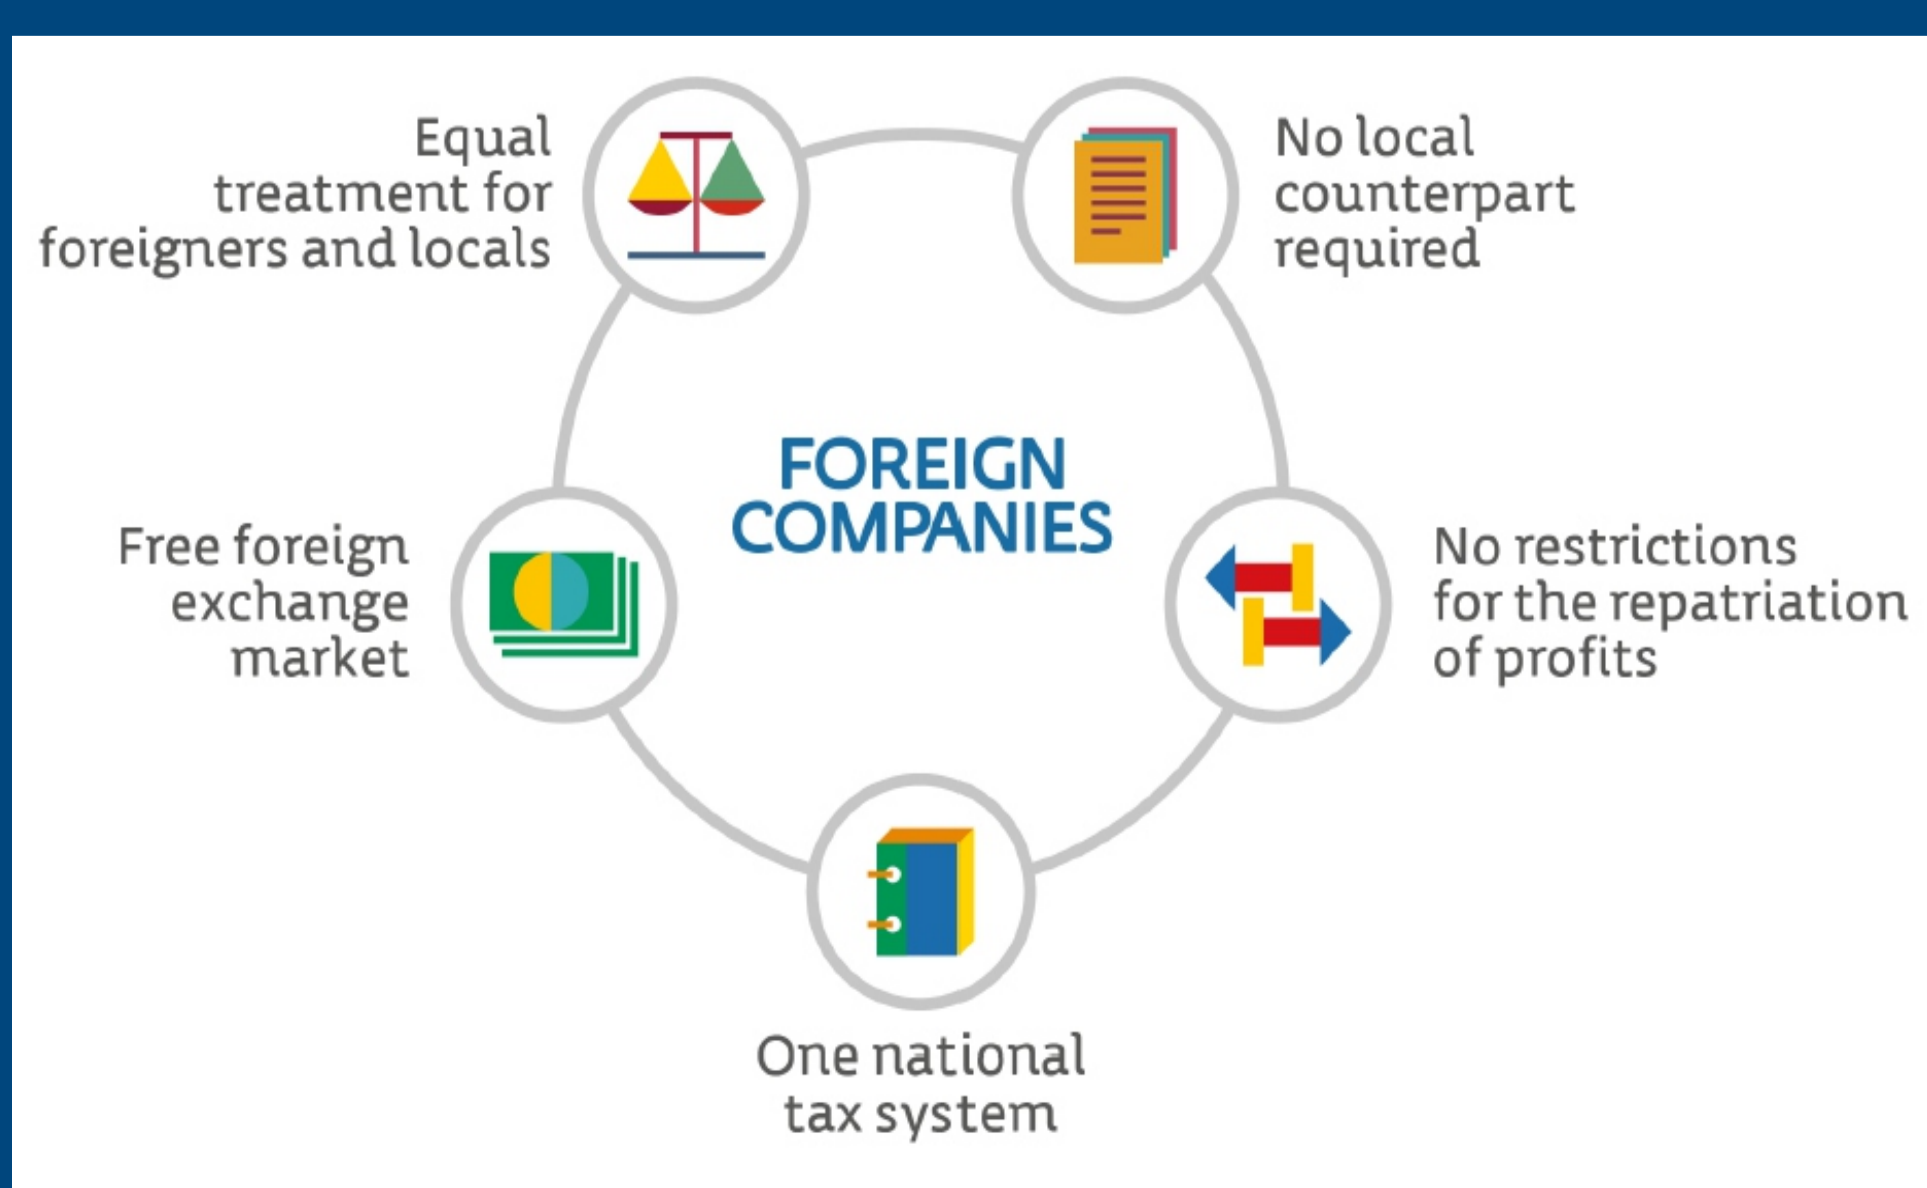 Equal
treatment for
foreigners and locals
No local
counterpart
required
FOREIGN
COMPANIES
Free foreign
exchange
market
No restrictions
for the repatriation
of profits
One national
tax system